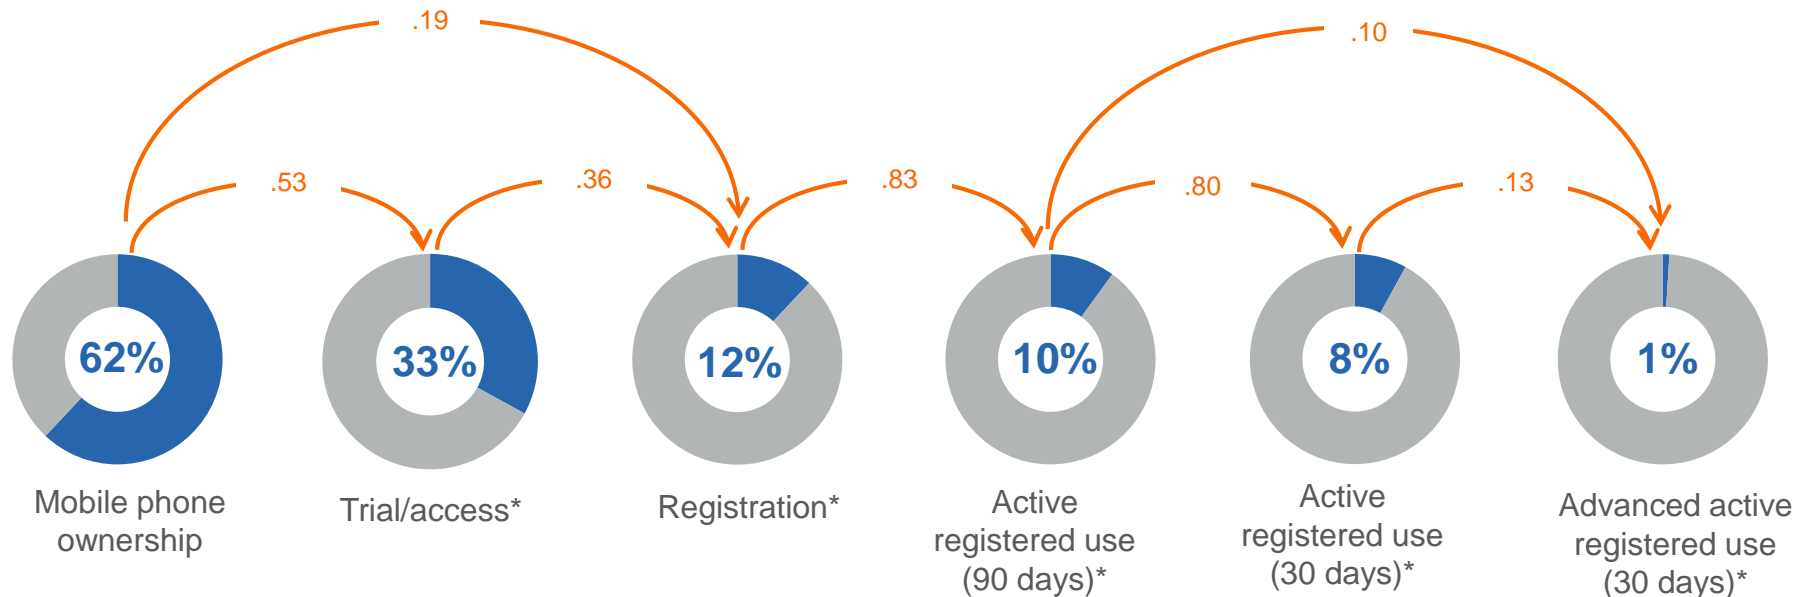 .19
.10
.53
.36
.83
.80
.13
62%
33%
12%
10%
8%
1%
Mobile phone
ownership
Trial/access*
Registration*
Active
registered use
(90 days)*
Active
registered use
(30 days)*
Advanced active
registered use
(30 days)*